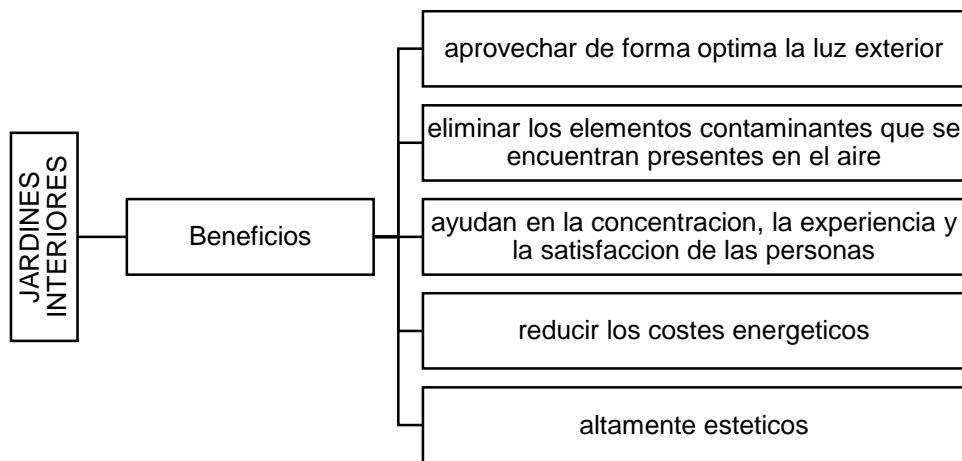 JARDINES
INTERIORES
Beneficios
aprovechar de forma optima la luz exterior
eliminar los elementos contaminantes que se
encuentran presentes en el aire
ayudan en la concentracion, la experiencia y
la satisfaccion de las personas
reducir los costes energeticos
altamente esteticos